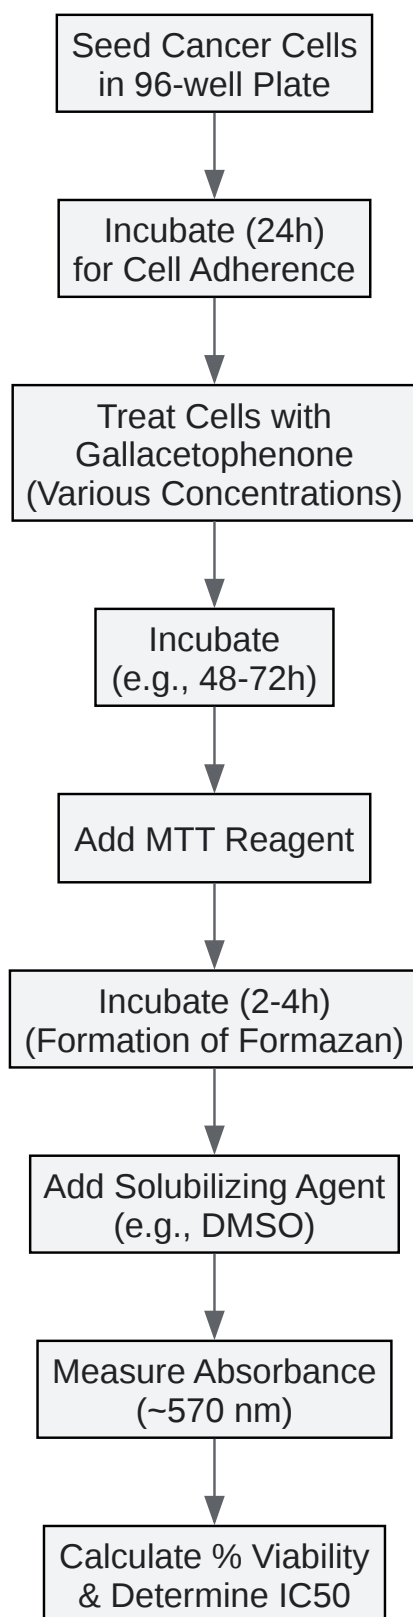 Seed Cancer Cells
in 96-well Plate
Incubate (24h)
for Cell Adherence
Treat Cells with
Gallacetophenone
(Various Concentrations)
Incubate
(e.g., 48-72h)
Add MTT Reagent
Incubate (2-4h)
(Formation of Formazan)
Add Solubilizing Agent
(e.g., DMSO)
Measure Absorbance
(~570 nm)
Calculate % Viability
& Determine IC50